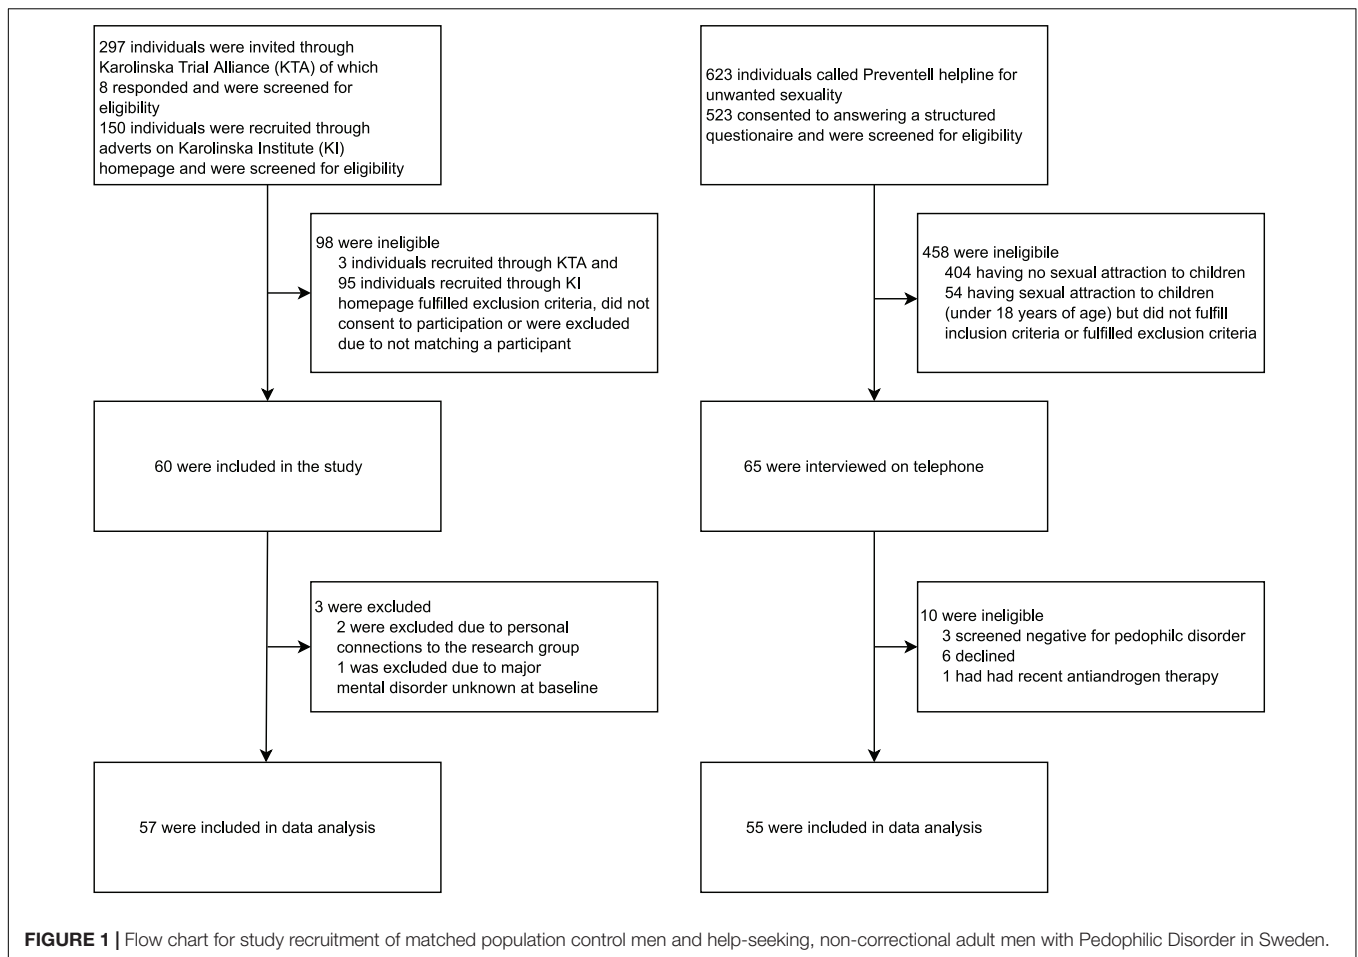 297 individuals were invited through
Karolinska Trial Alliance (KTA) of which
8 responded and were screened for
eligibility
150 individuals were recruited through
adverts on Karolinska Institute (KI)
homepage and were screened for eligibility
98 were ineligible
3 individuals recruited through KTA and
95 individuals recruited through KI
homepage fulfilled exclusion criteria, did not
consent to participation or were excluded
due to not matching a participant
60 were included in the study
3 were excluded
2 were excluded due to personal
connections to the research group
1 was excluded due to major
mental disorder unknown at baseline
57 were included in data analysis
623 individuals called Preventell helpline for
unwanted sexuality
523 consented to answering a structured
questionaire and were screened for eligibility
458 were ineligibile
404 having no sexual attraction to children
54 having sexual attraction to children
(under 18 years of age) but did not fulfill
inclusion criteria or fulfilled exclusion criteria
65 were interviewed on telephone
10 were ineligible
3 screened negative for pedophilc disorder
6 declined
1 had had recent antiandrogen therapy
55 were included in data analysis
FIGURE 1 | Flow chart for study recruitment of matched population control men and help-seeking, non-correctional adult men with Pedophilic Disorder in Sweden.